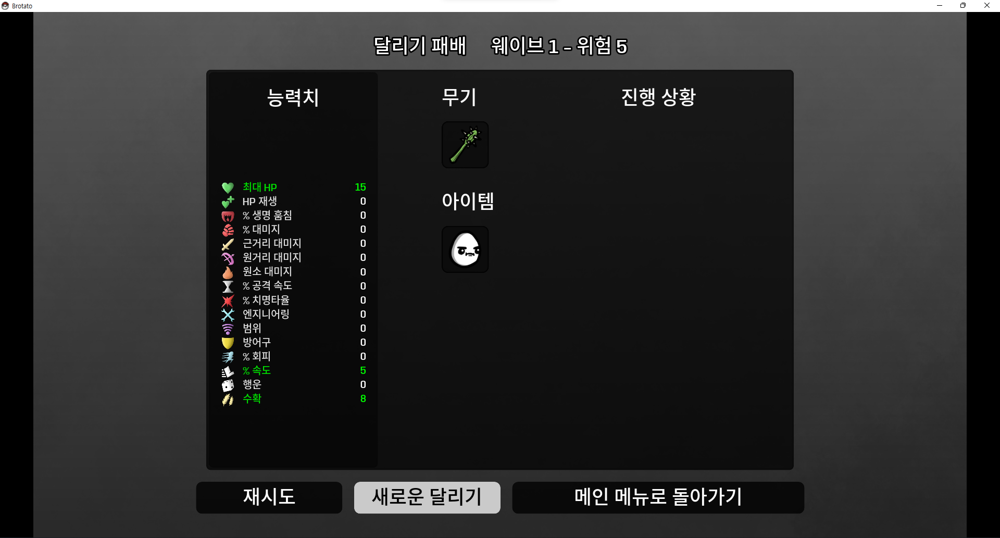 Brotato
달리기 패배 웨이브 1 - 위험 5
능력치
최대 HP 15
HP 재생 0
% 생명 훔침 0
% 대미지 0
근거리 대미지 0
원거리 대미지 0
원소 대미지 0
% 공격 속도 0
% 치명타율 0
엔지니어링 0
범위 0
방어구 0
% 회피 0
% 속도 5
행운 0
수확 8
무기
아이템
진행 상황
재시도
새로운 달리기
메인 메뉴로 돌아가기